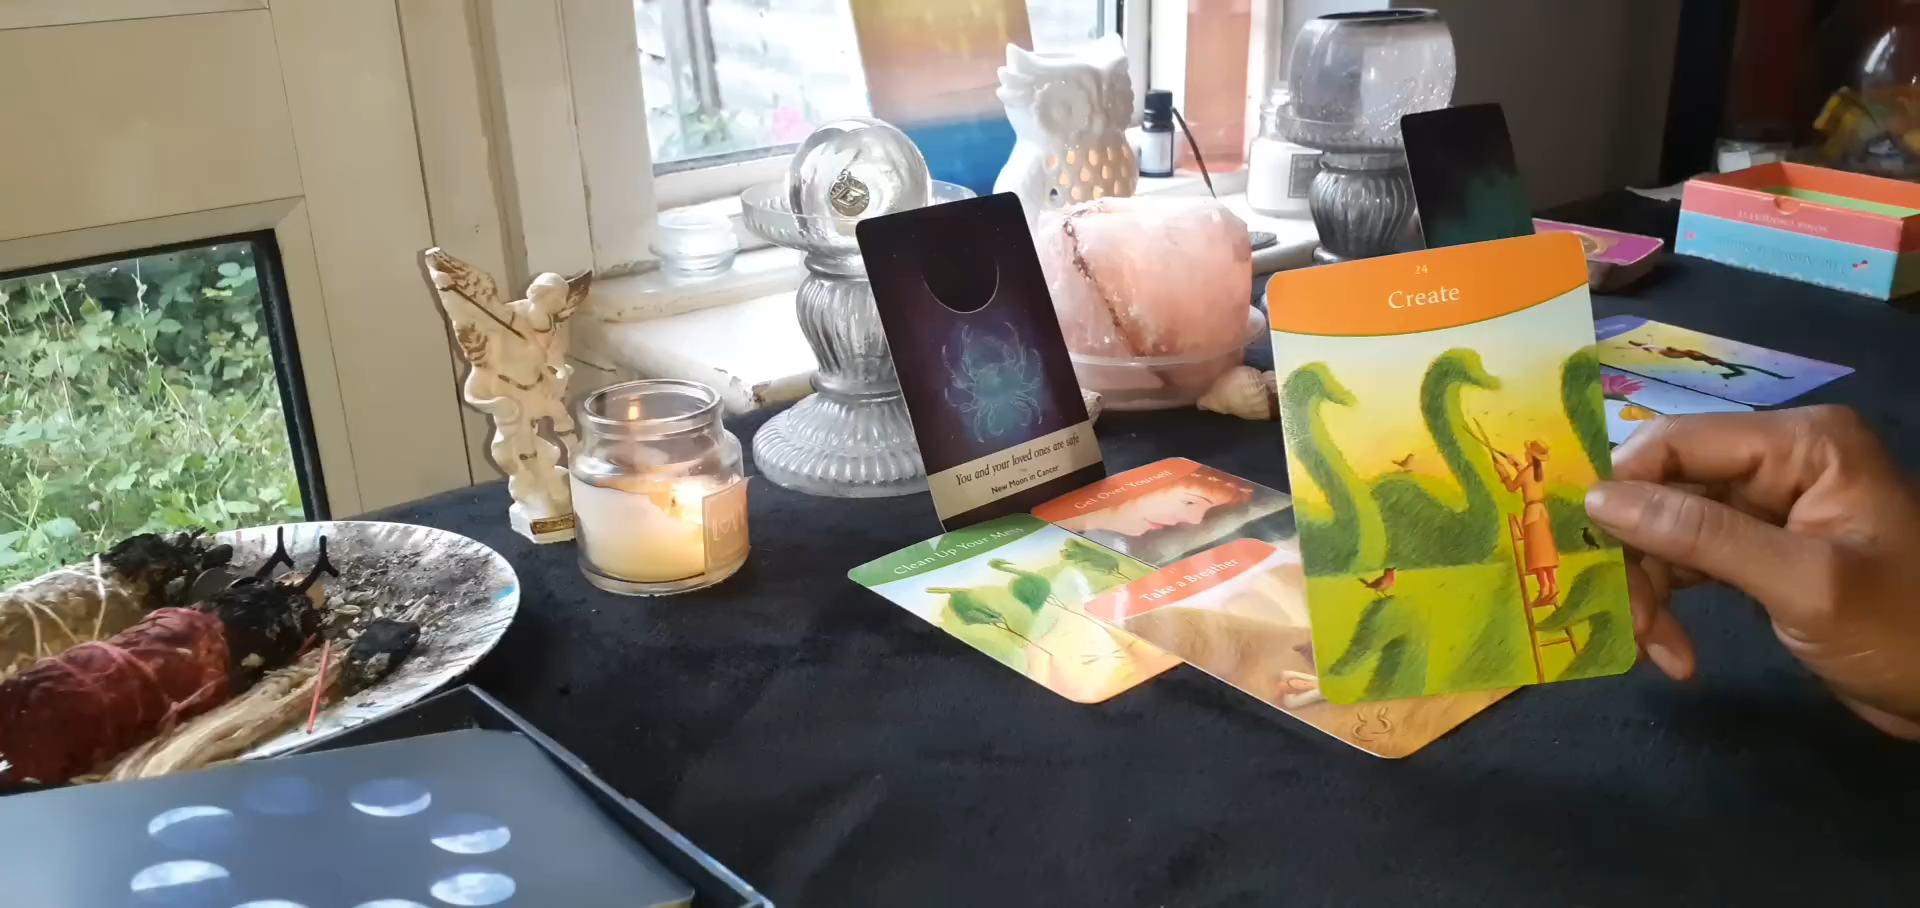 24
Create
You and your loved ones are safe
New Moon in Cancer
Get Over Yourself
Clean Up Your Mess
Take a Breather
love